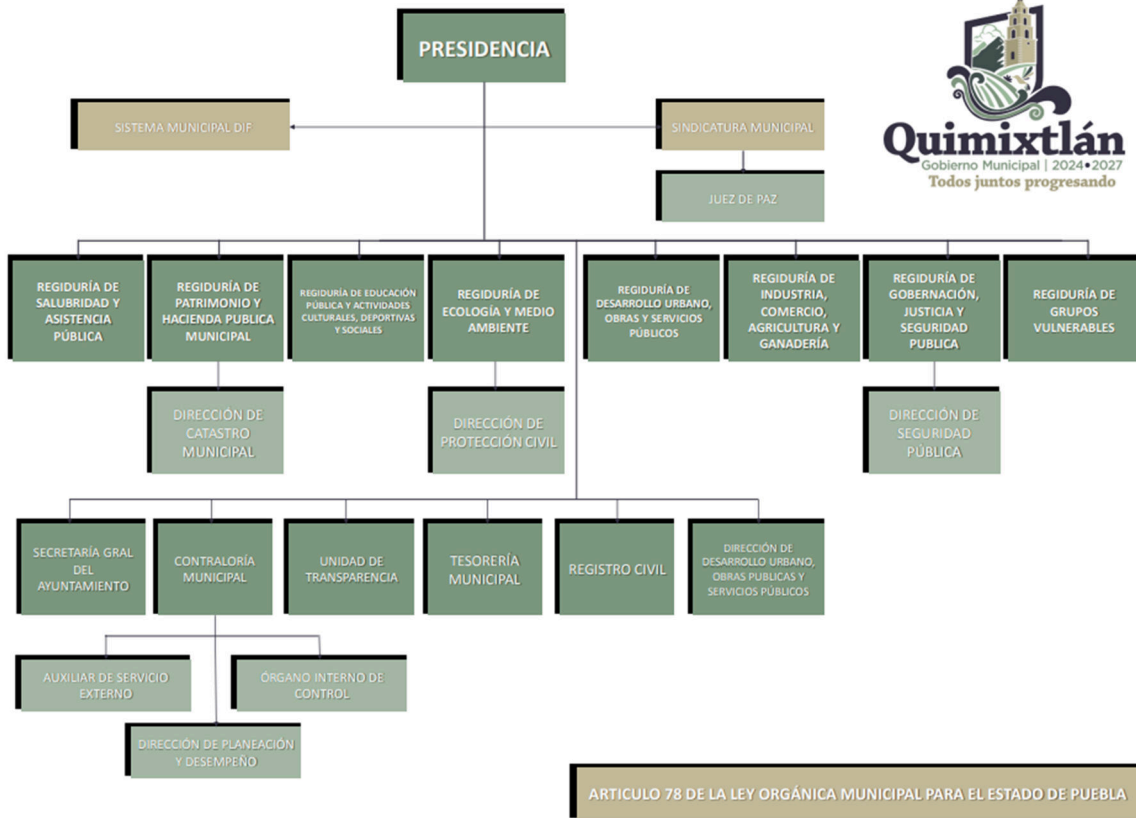 PRESIDENCIA
Quimixtlán
Gobierno Municipal | 2024•2027
Todos juntos progresando
SISTEMA MUNICIPAL DIF
SINDICATURA MUNICIPAL
JUEZ DE PAZ
REGIDURÍA DE
SALUBRIDAD Y
ASISTENCIA
PÚBLICA
REGIDURÍA DE
PATRIMONIO Y
HACIENDA PUBLICA
MUNICIPAL
REGIDURÍA DE EDUCACIÓN
PÚBLICA Y ACTIVIDADES
CULTURALES, DEPORTIVAS
Y SOCIALES
REGIDURÍA DE
ECOLOGÍA Y MEDIO
AMBIENTE
REGIDURÍA DE
DESARROLLO URBANO,
OBRAS Y SERVICIOS
PÚBLICOS
REGIDURÍA DE
INDUSTRIA,
COMERCIO,
AGRICULTURA Y
GANADERÍA
REGIDURÍA DE
GOBERNACIÓN,
JUSTICIA Y
SEGURIDAD
PUBLICA
REGIDURÍA DE
GRUPOS
VULNERABLES
DIRECCIÓN DE
CATASTRO
MUNICIPAL
DIRECCIÓN DE
PROTECCIÓN CIVIL
DIRECCIÓN DE
SEGURIDAD
PÚBLICA
SECRETARÍA GRAL
DEL
AYUNTAMIENTO
CONTRALORÍA
MUNICIPAL
UNIDAD DE
TRANSPARENCIA
TESORERÍA
MUNICIPAL
REGISTRO CIVIL
DIRECCIÓN DE
DESARROLLO URBANO,
OBRAS PUBLICAS Y
SERVICIOS PÚBLICOS
AUXILIAR DE SERVICIO
EXTERNO
ÓRGANO INTERNO DE
CONTROL
DIRECCIÓN DE PLANEACIÓN
Y DESEMPEÑO
ARTICULO 78 DE LA LEY ORGÁNICA MUNICIPAL PARA EL ESTADO DE PUEBLA